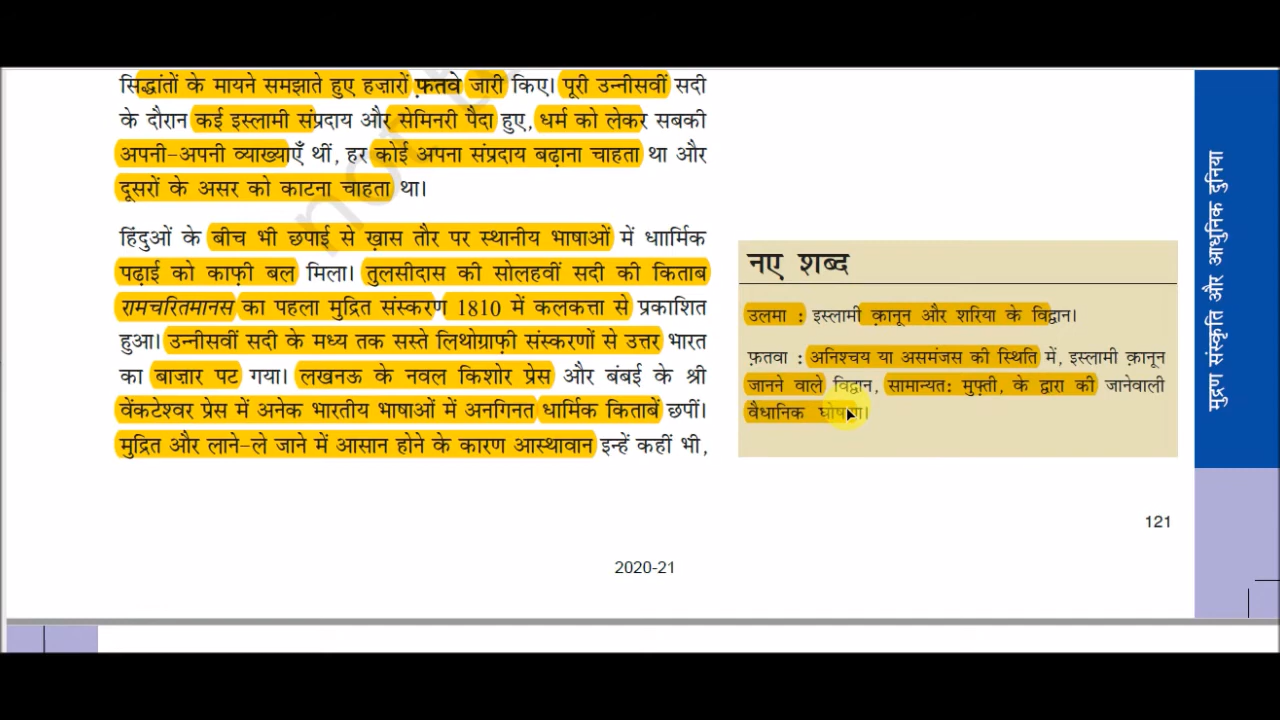 सिद्धांतों के मायने समझाते हुए हजारों फ़तवे जारी किए। पूरी उन्नीसवीं सदी
के दौरान कई इस्लामी संप्रदाय और सेमिनरी पैदा हुए, धर्म को लेकर सबकी
अपनी-अपनी व्याख्याएँ थीं, हर कोई अपना संप्रदाय बढ़ाना चाहता था और
दूसरों के असर को काटना चाहता था।
हिंदुओं के बीच भी छपाई से ख़ास तौर पर स्थानीय भाषाओं में धाार्मिक
पढ़ाई को काफ़ी बल मिला। तुलसीदास की सोलहवीं सदी की किताब
रामचरितमानस का पहला मुद्रित संस्करण 1810 में कलकत्ता से प्रकाशित
हुआ। उन्नीसवीं सदी के मध्य तक सस्ते लिथोग्राफ़ी संस्करणों से उत्तर भारत
का बाज़ार पट गया। लखनऊ के नवल किशोर प्रेस और बंबई के श्री
वेंकटेश्वर प्रेस में अनेक भारतीय भाषाओं में अनगिनत धार्मिक किताबें छपीं।
मुद्रित और लाने-ले जाने में आसान होने के कारण आस्थावान इन्हें कहीं भी,
नए शब्द
उलमा : इस्लामी क़ानून और शरिया के विद्वान।
फ़तवा : अनिश्चय या असमंजस की स्थिति में, इस्लामी क़ानून
जानने वाले विद्वान, सामान्यत: मुफ़्ती, के द्वारा की जानेवाली
वैधानिक घोषणा।
मुद्रण संस्कृति और आधुनिक दुनिया
121
2020-21